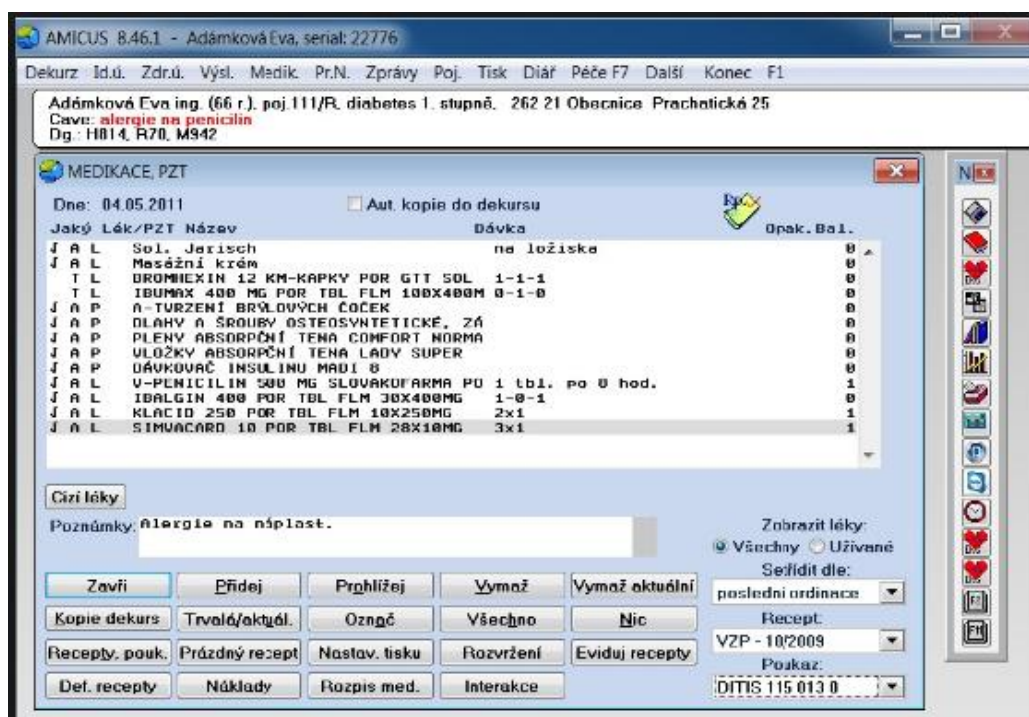 AMICUS 8.46.1 - Adámková Eva, serial: 22776
Dekurz Id.ú. Zdr.ú. Výsl. Medik. Pr.N. Zprávy Poj. Tisk Diář Péče F7 Další Konec F1
Adámková Eva ing. (66 r.), poj.111/R, diabetes 1. stupně, 262 21 Obecnice Prachatická 25
Cave: alergie na penicilin
Dg.: H814, R70, M942
MEDIKACE, PZT
Dne: 04.05.2011 Aut. kopie do dekursu
Jaký Lék/PZT Název Dávka Opak. Bal.
J A L Sol. Jarisch na ložiska 0
J A L Masážní krém 0
T L BROMHEXIN 12 KM-KAPKY POR GTT SOL 1-1-1 0
T L IBUMAX 400 MG POR TBL FLM 100X400M 0-1-0 0
J A P A-TVRZENÍ BRÝLOVÝCH ČOČEK 0
J A P DLAHY A ŠROUBY OSTEOSYNTETICKÉ, ZÁ 0
J A P PLENY ABSORPČNÍ TENA COMFORT NORMA 0
J A P VLOŽKY ABSORPČNÍ TENA LADY SUPER 0
J A P DÁVKOVAČ INSULINU MADI 8 0
J A L V-PENICILIN 500 MG SLOVAKOFARMA PO 1 tbl. po 8 hod. 1
J A L IBALGIN 400 POR TBL FLM 30X400MG 1-0-1 0
J A L KLACID 250 POR TBL FLM 10X250MG 2x1 1
J A L SIMVACARD 10 POR TBL FLM 28X10MG 3x1 1
Cizí léky
Poznámky: Alergie na náplast.
Zobrazit léky:
Všechny Užívané
Setřídit dle:
poslední ordinace
Zavři Přidej Prohlížej Vymaž Vymaž aktuální
Kopie dekurs Trvalá/aktuál. Označ Všechno Nic
Recept:
VZP - 10/2009
Recepty, pouk. Prázdný recept Nastav. tisku Rozvržení Eviduj recepty
Poukaz:
DITIS 115 013 0
Def. recepty Náklady Rozpis med. Interakce